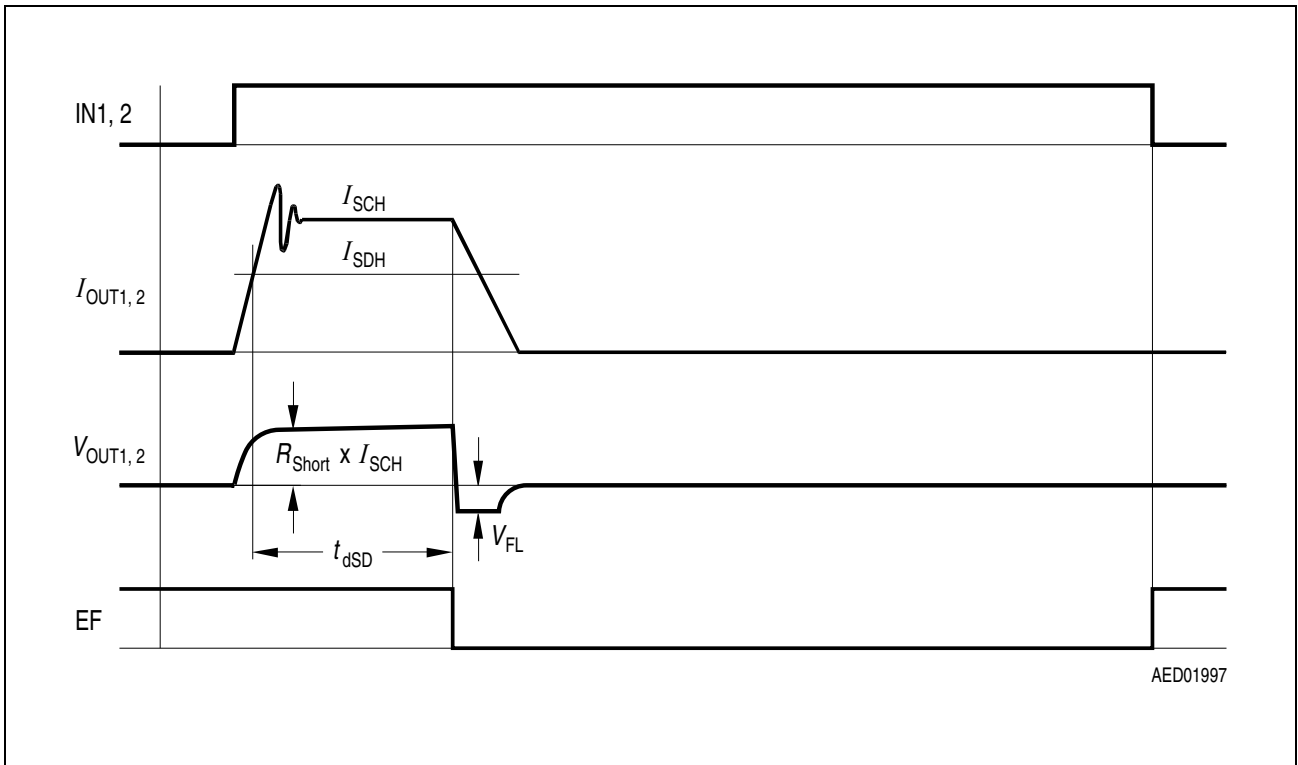 IN1, 2
I_SCH
I_SDH
I_OUT1, 2
V_OUT1, 2
R_Short x I_SCH
V_FL
t_dSD
EF
AED01997